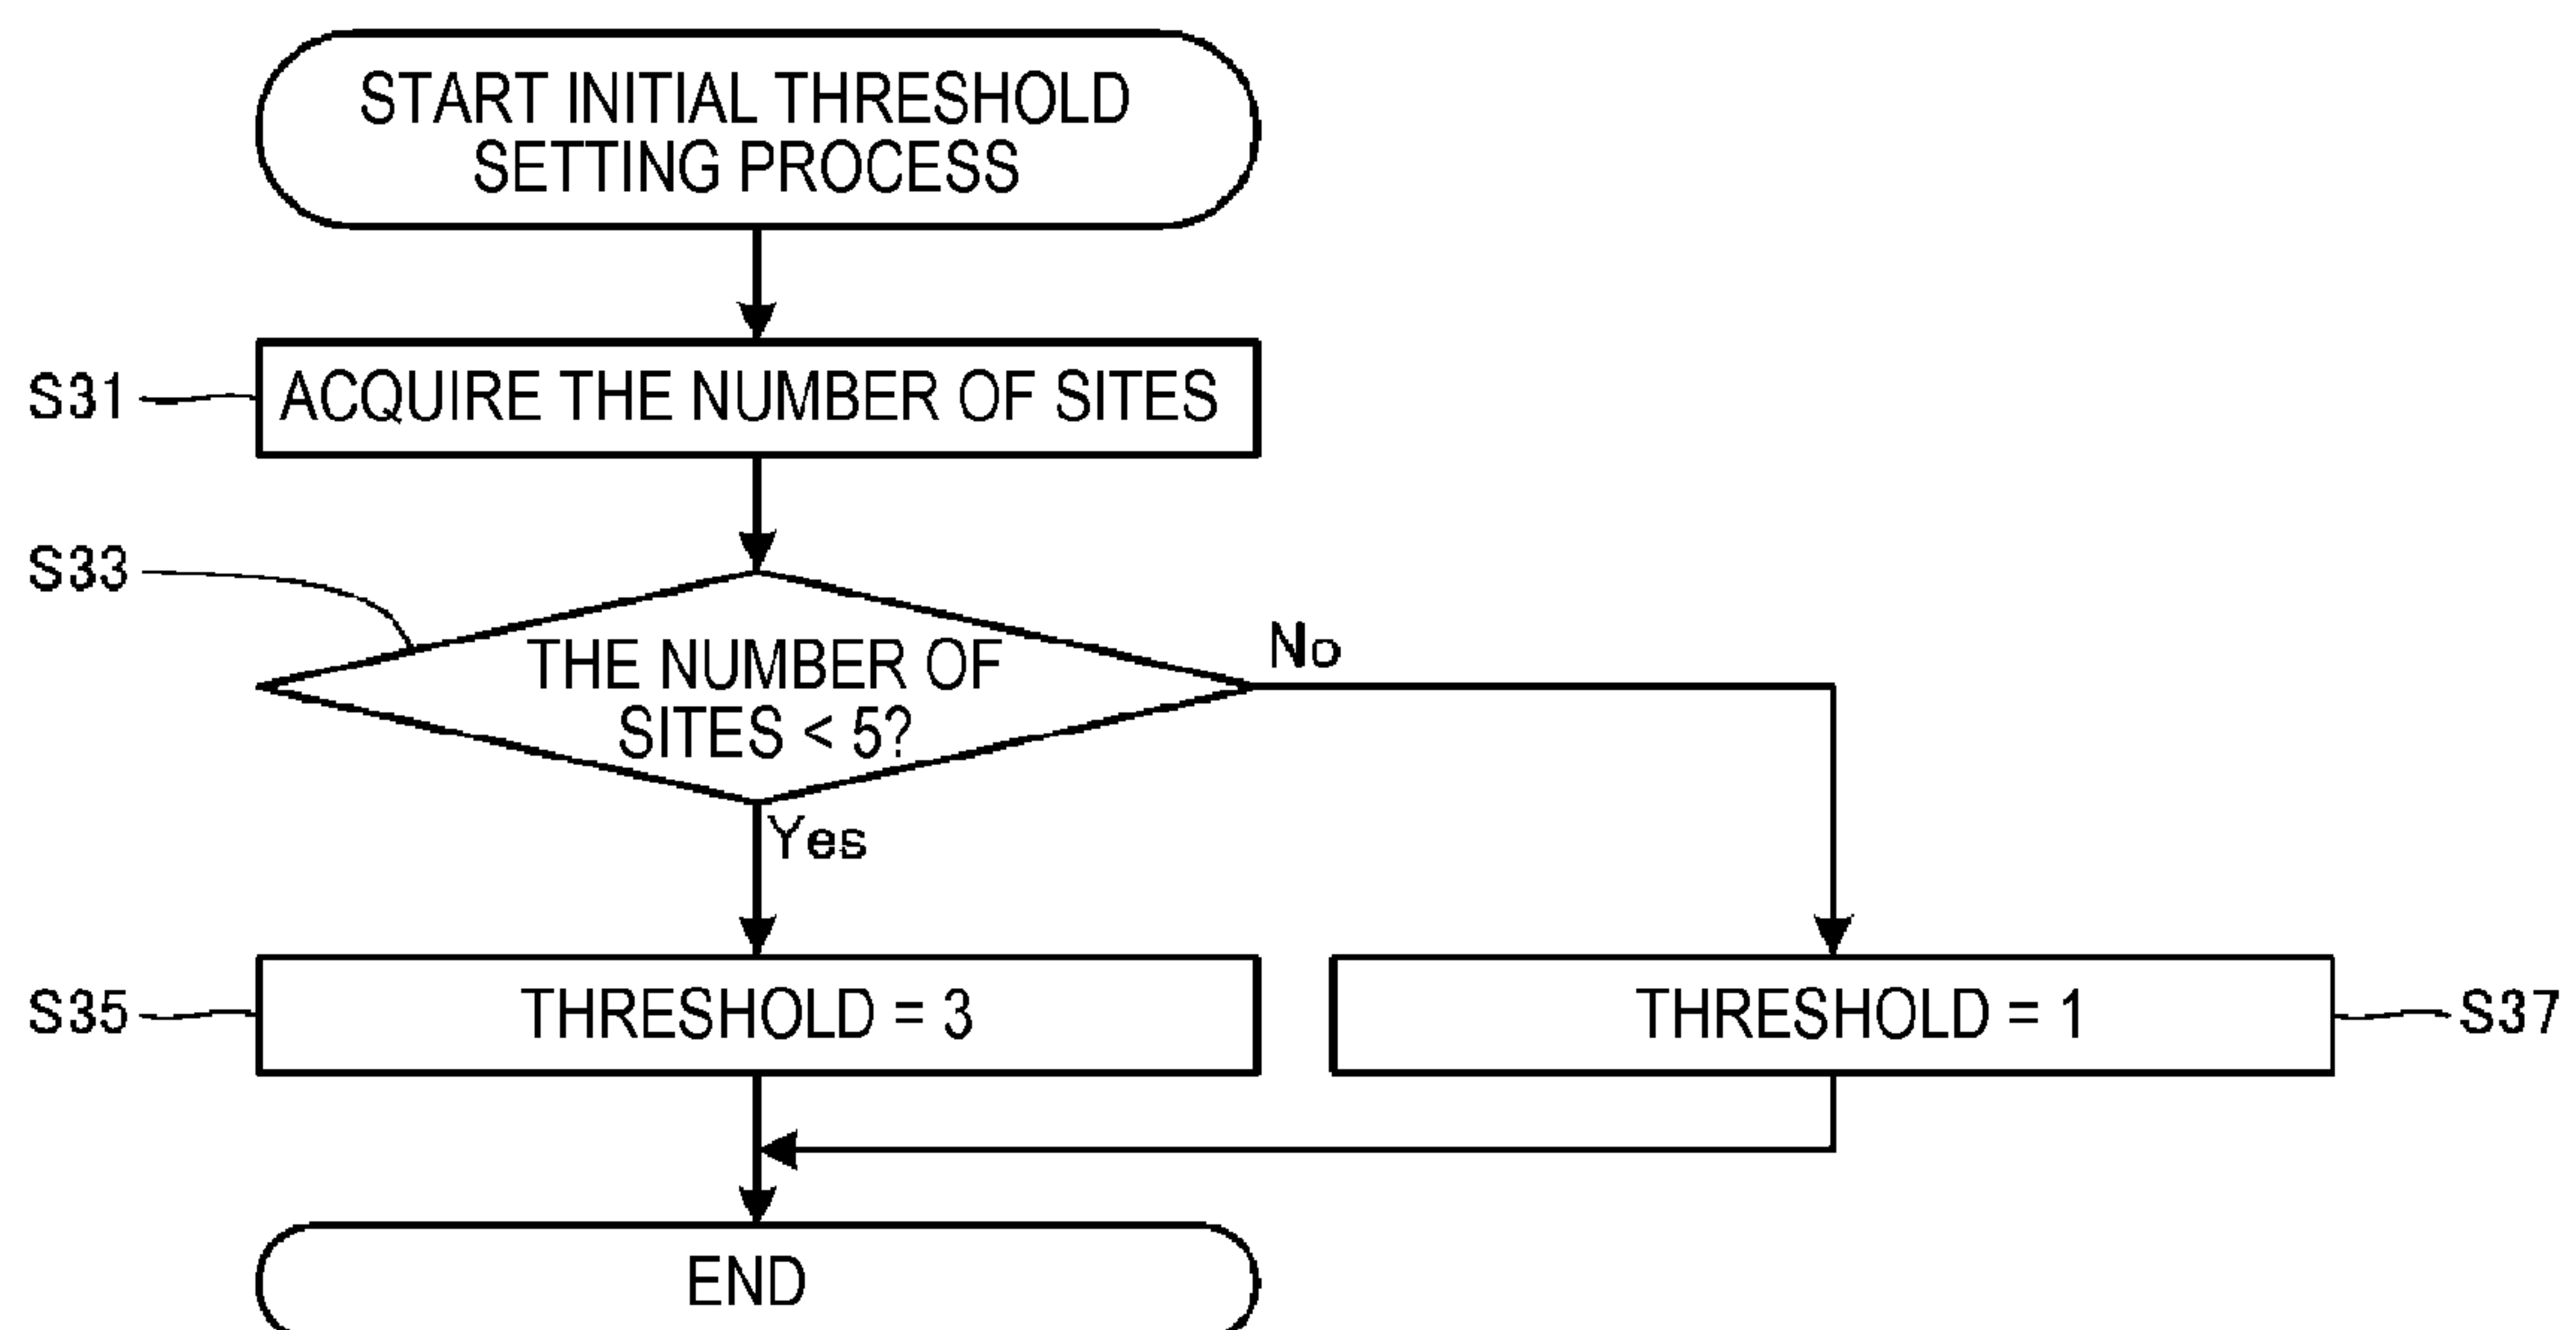 START INITIAL THRESHOLD
SETTING PROCESS
S31
ACQUIRE THE NUMBER OF SITES
S33
THE NUMBER OF
SITES < 5?
No
Yes
S35
THRESHOLD = 3
THRESHOLD = 1
S37
END